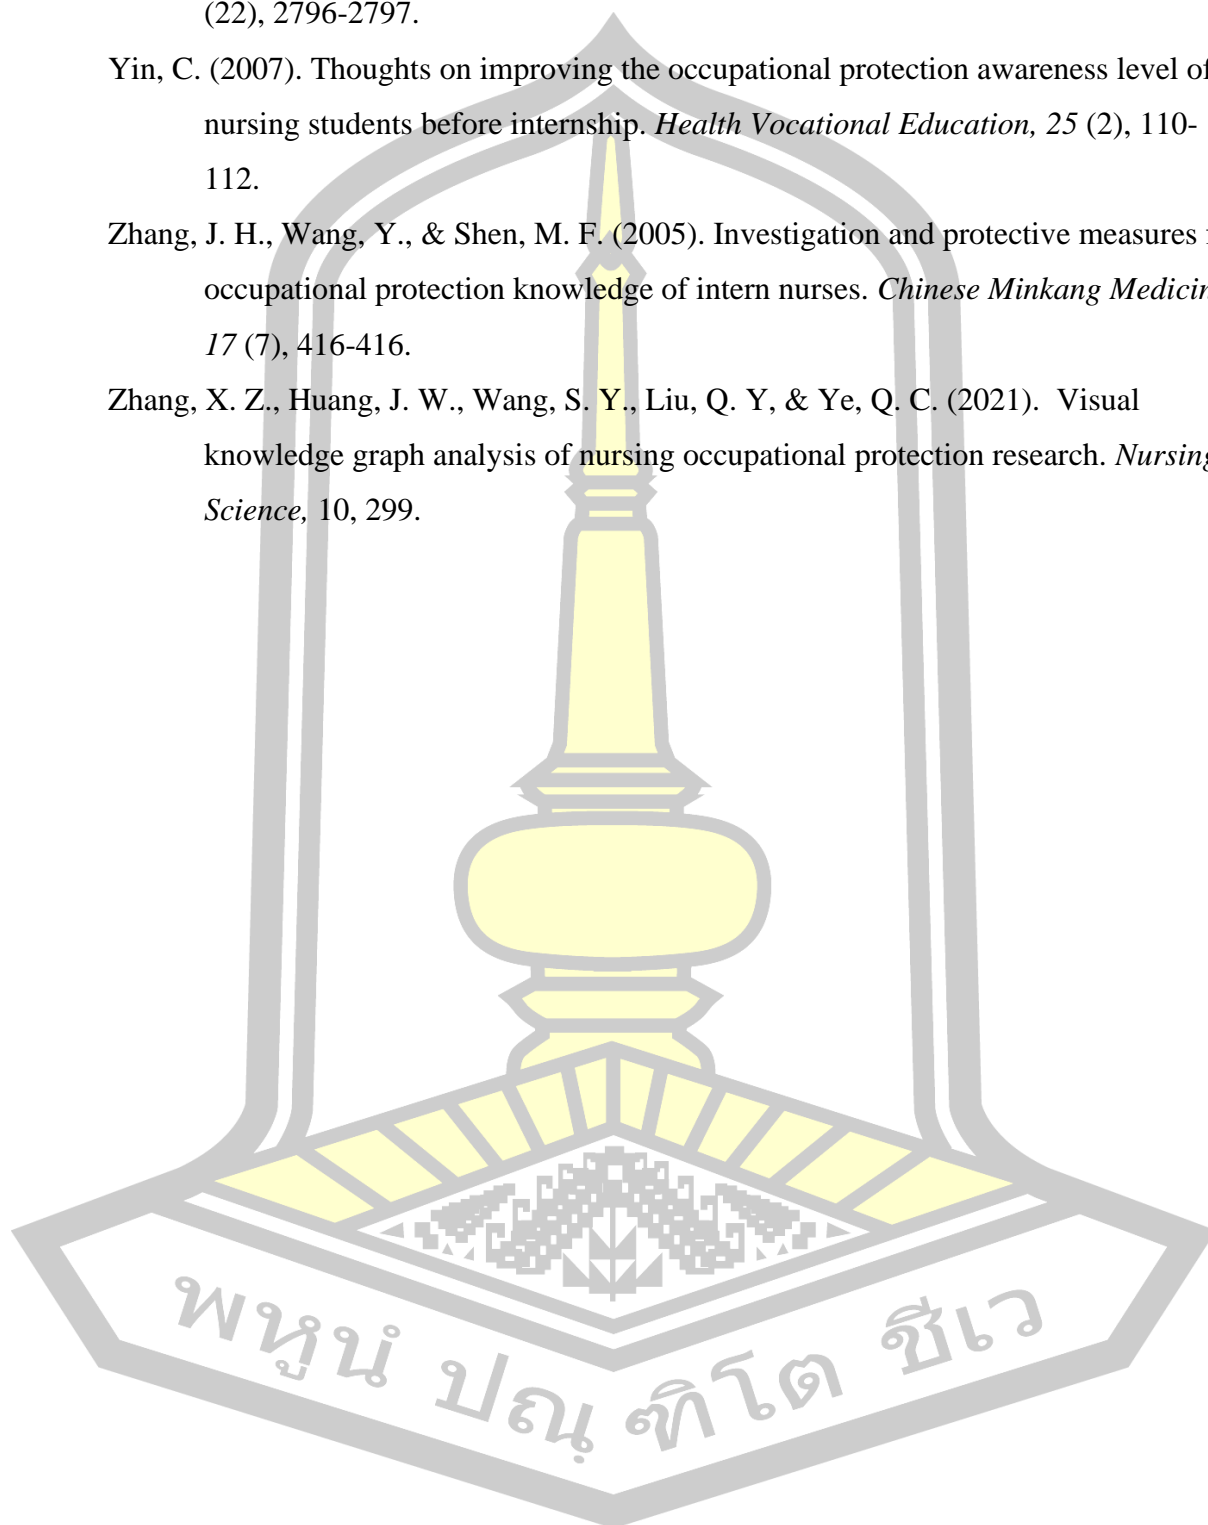 (22), 2796-2797.
Yin, C. (2007). Thoughts on improving the occupational protection awareness level of
nursing students before internship. Health Vocational Education, 25 (2), 110-
112.
Zhang, J. H., Wang, Y., & Shen, M. F. (2005). Investigation and protective measures
occupational protection knowledge of intern nurses. Chinese Minkang
17 (7), 416-416.
Zhang, X. Z., Huang, J. W., Wang, S. Y., Liu, Q. Y, & Ye, Q. C. (2021). Visual
knowledge graph analysis of nursing occupational protection research. Nursing
Science, 10, 299.
พหูนํ ปณฺฑิโต ชีเว